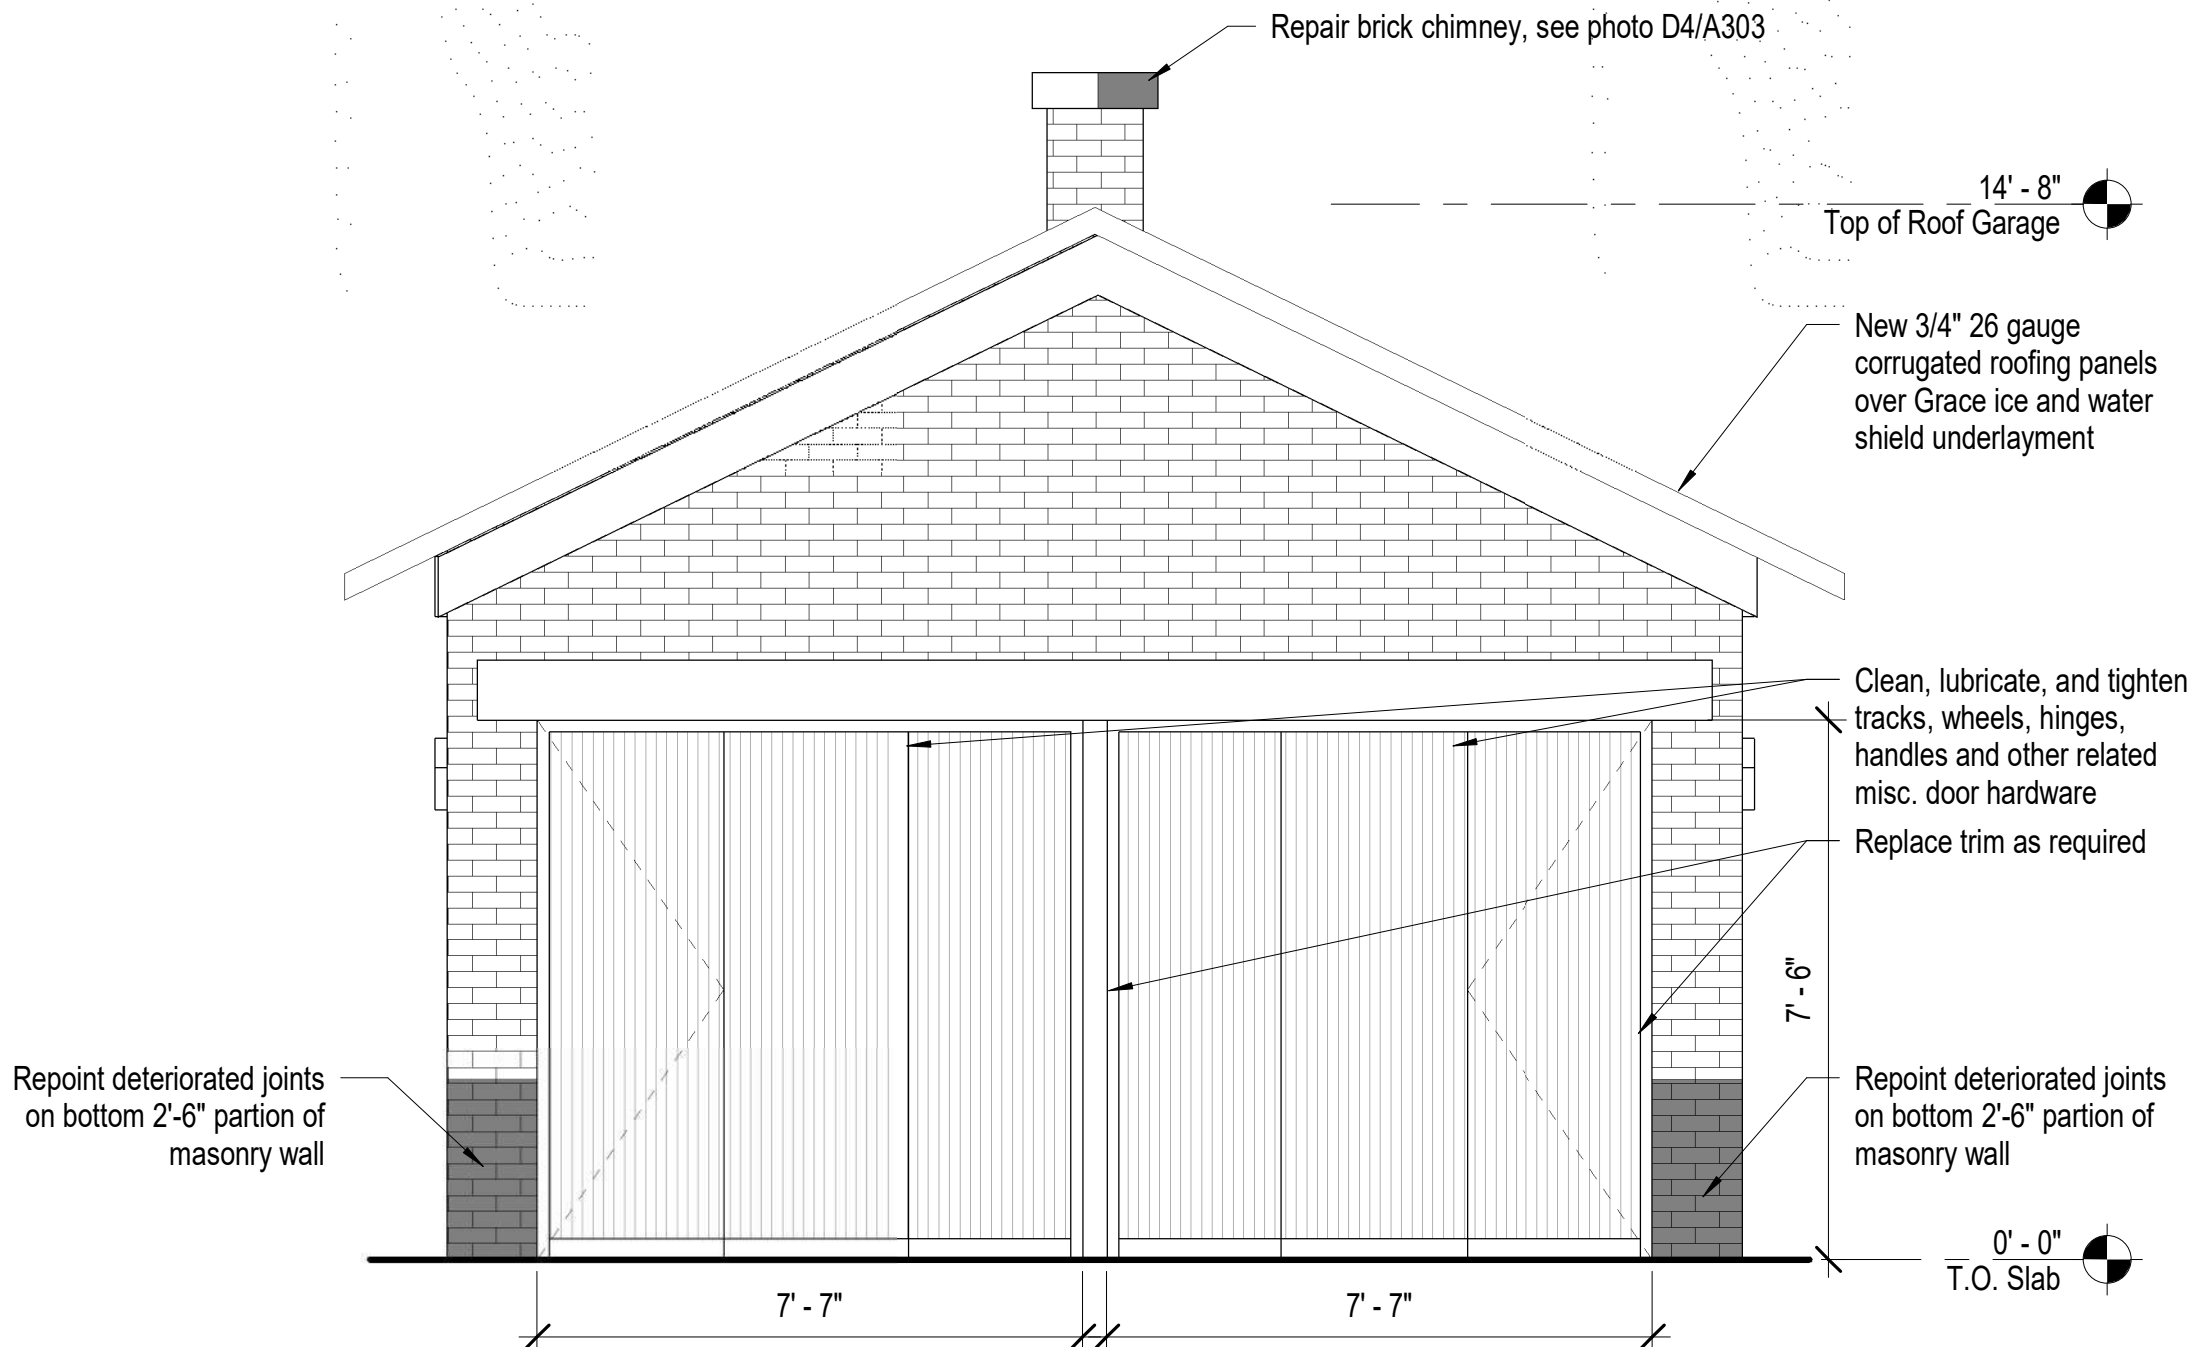 Repair brick chimney, see photo D4/A303
14' - 8"
Top of Roof Garage
New 3/4" 26 gauge
corrugated roofing panels
over Grace ice and water
shield underlayment
Clean, lubricate, and tighten
tracks, wheels, hinges,
handles and other related
misc. door hardware
Replace trim as required
7' - 6"
Repoint deteriorated joints
on bottom 2'-6" partion of
masonry wall
Repoint deteriorated joints
on bottom 2'-6" partion of
masonry wall
0' - 0"
T.O. Slab
7' - 7"
7' - 7"